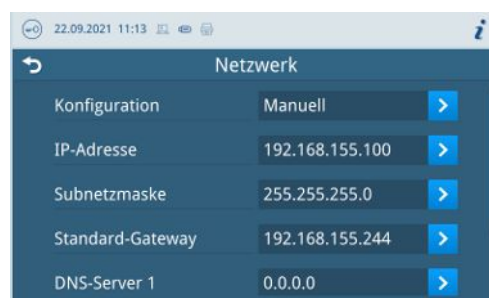 22.09.2021 11:13
i
Netzwerk
Konfiguration Manuell
IP-Adresse 192.168.155.100
Subnetzmaske 255.255.255.0
Standard-Gateway 192.168.155.244
DNS-Server 1 0.0.0.0